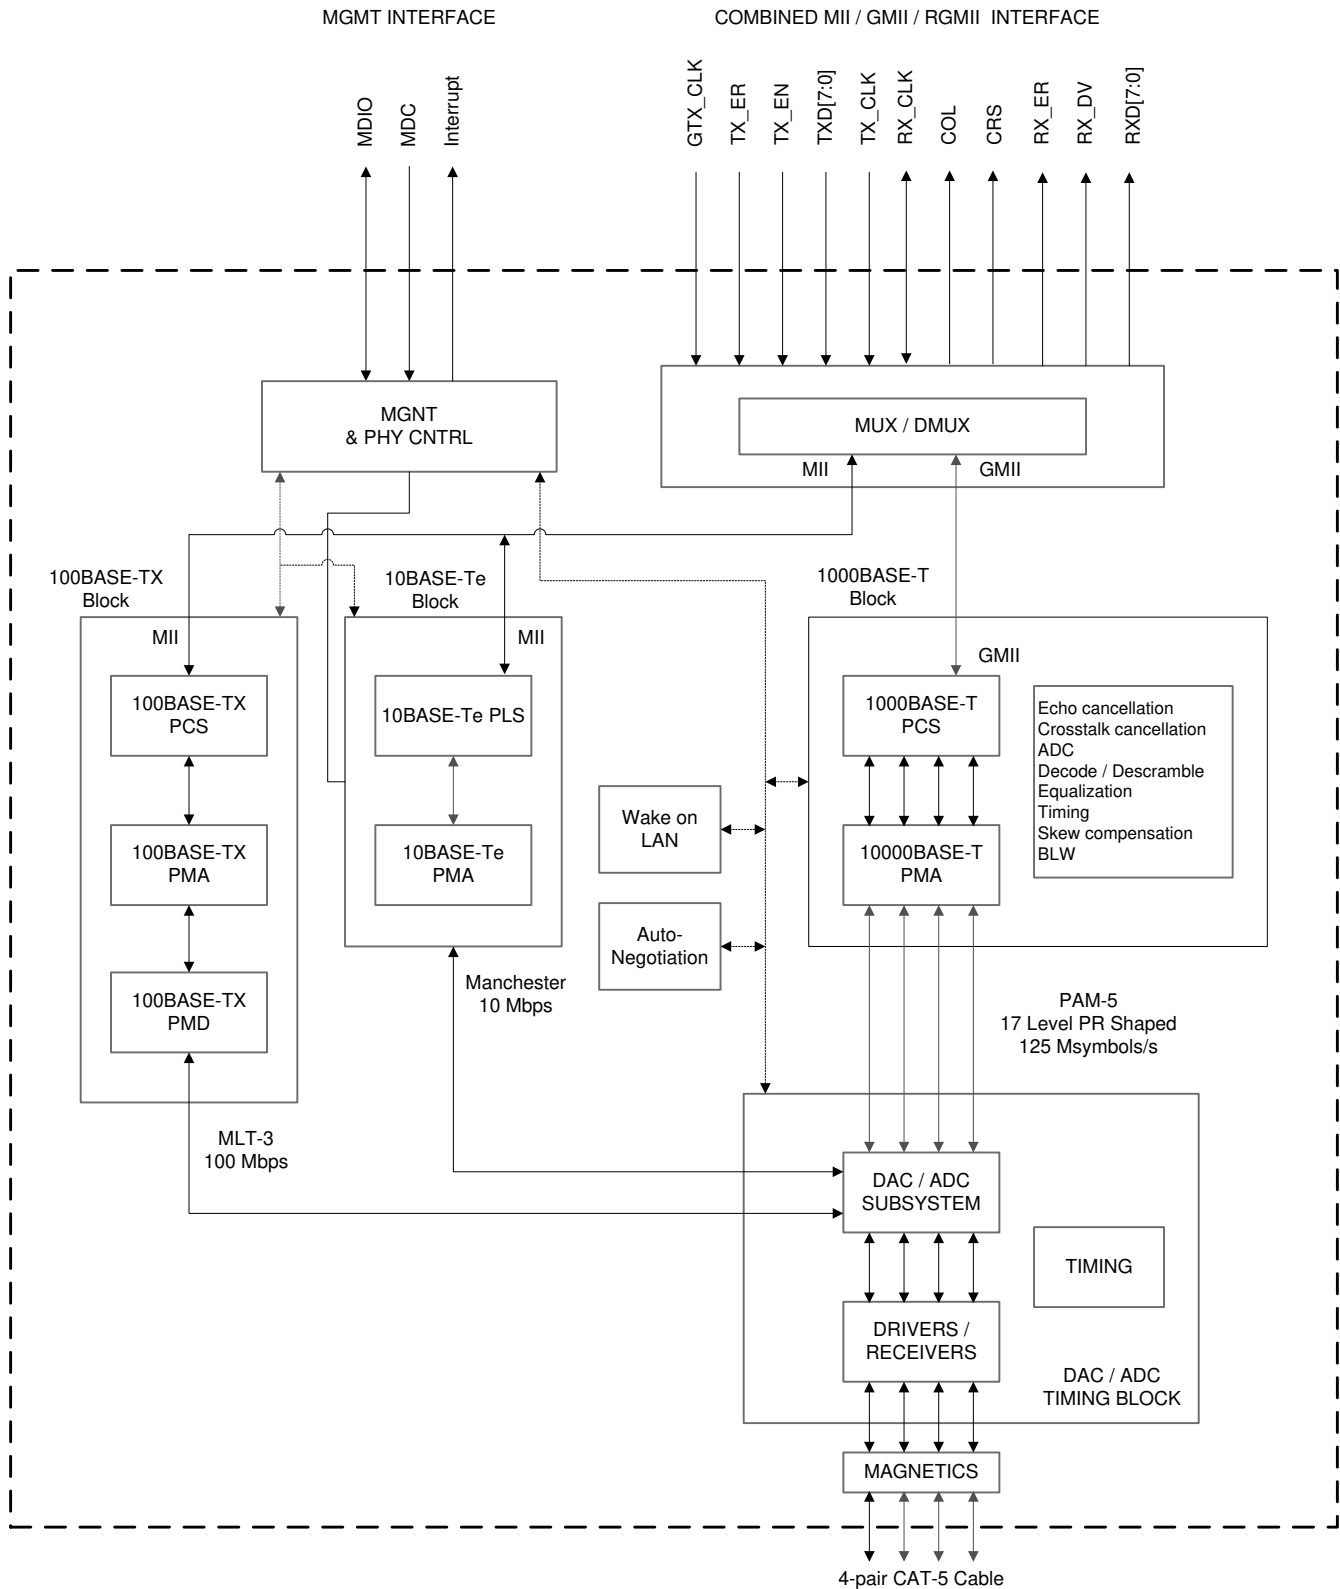 MGMT INTERFACE
COMBINED MII / GMII / RGMII INTERFACE
MDIO
MDC
Interrupt
GTX_CLK
TX_ER
TX_EN
TXD[7:0]
TX_CLK
RX_CLK
COL
CRS
RX_ER
RX_DV
RXD[7:0]
MGNT
& PHY CNTRL
MUX / DMUX
MII
GMII
100BASE-TX
Block
10BASE-Te
Block
1000BASE-T
Block
MII
MII
GMII
100BASE-TX
PCS
10BASE-Te PLS
1000BASE-T
PCS
Echo cancellation
Crosstalk cancellation
ADC
Decode / Descramble
Equalization
Timing
Skew compensation
BLW
Wake on
LAN
100BASE-TX
PMA
10BASE-Te
PMA
10000BASE-T
PMA
Auto-
Negotiation
100BASE-TX
PMD
Manchester
10 Mbps
PAM-5
17 Level PR Shaped
125 Msymbols/s
MLT-3
100 Mbps
DAC / ADC
SUBSYSTEM
TIMING
DRIVERS /
RECEIVERS
DAC / ADC
TIMING BLOCK
MAGNETICS
4-pair CAT-5 Cable